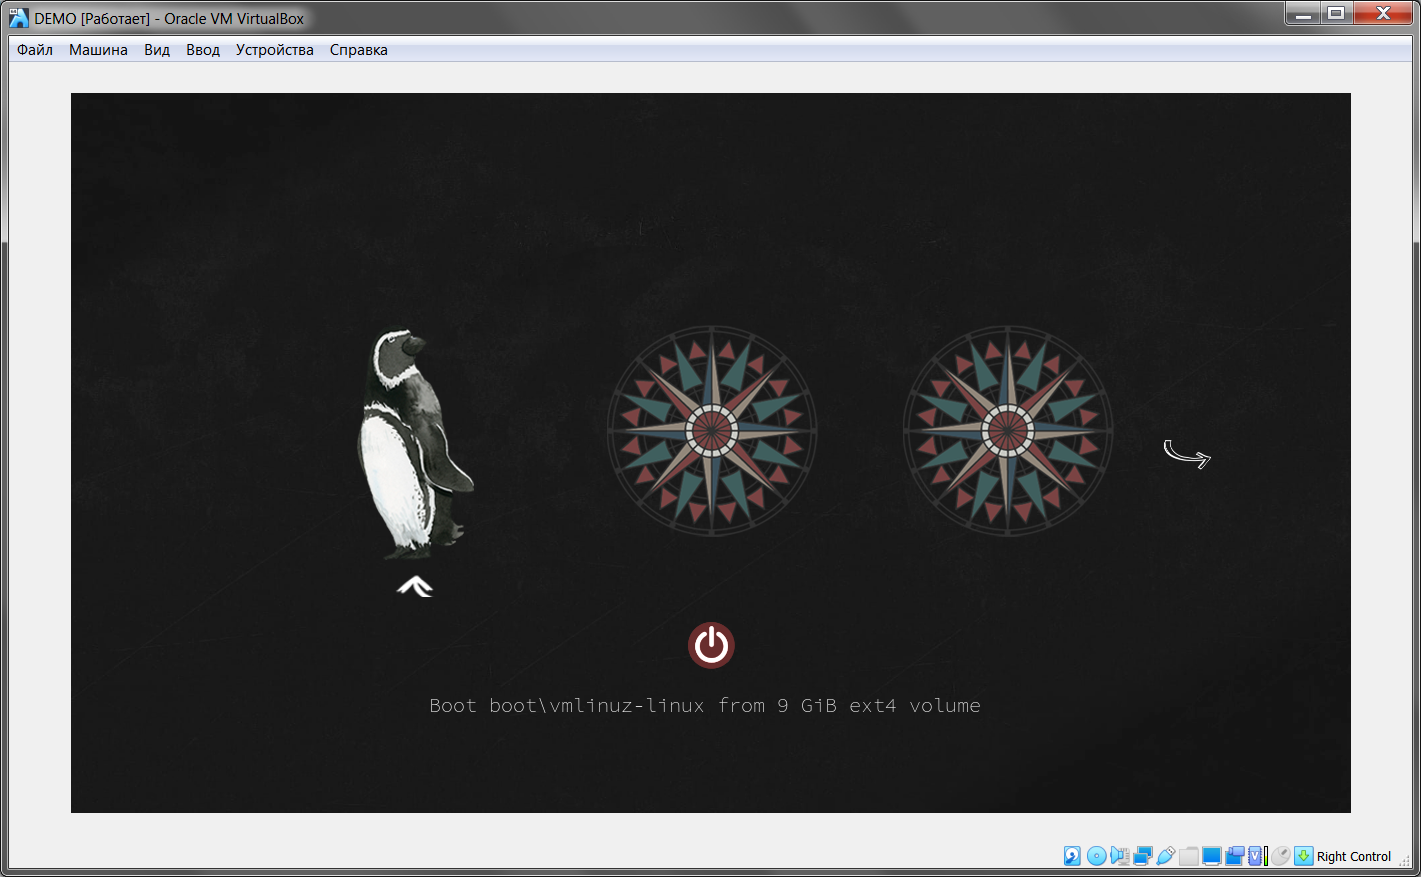 DEMO [Работает] - Oracle VM VirtualBox
Файл Машина Вид Ввод Устройства Справка
Boot boot\vmlinuz-linux from 9 GiB ext4 volume
V
Right Control